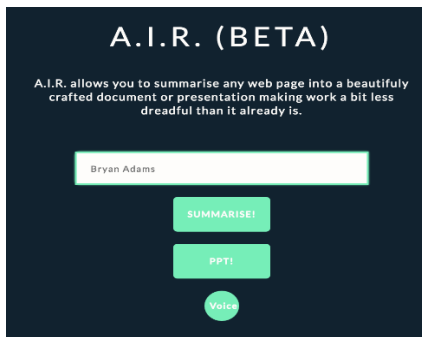 A.I.R. (BETA)
A.I.R. allows you to summarise any web page into a beautifuly
crafted document or presentation making work a bit less
dreadful than it already is.
Bryan Adams
SUMMARISE!
PPT!
Voice